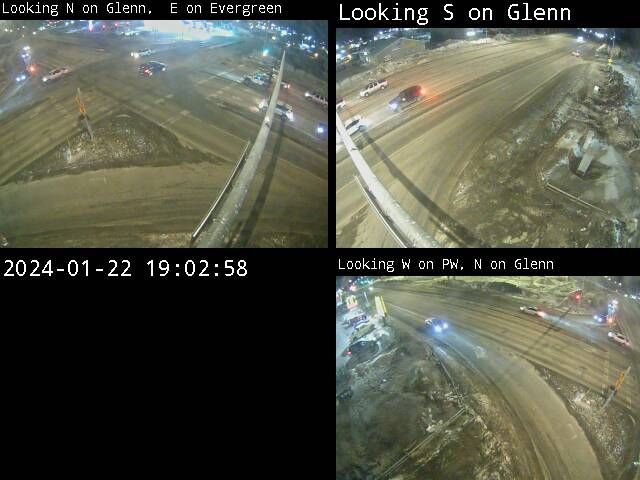 Looking N on Glenn, E on Evergreen
Looking S on Glenn
2024-01-22 19:02:58
Looking W on PW, N on Glenn